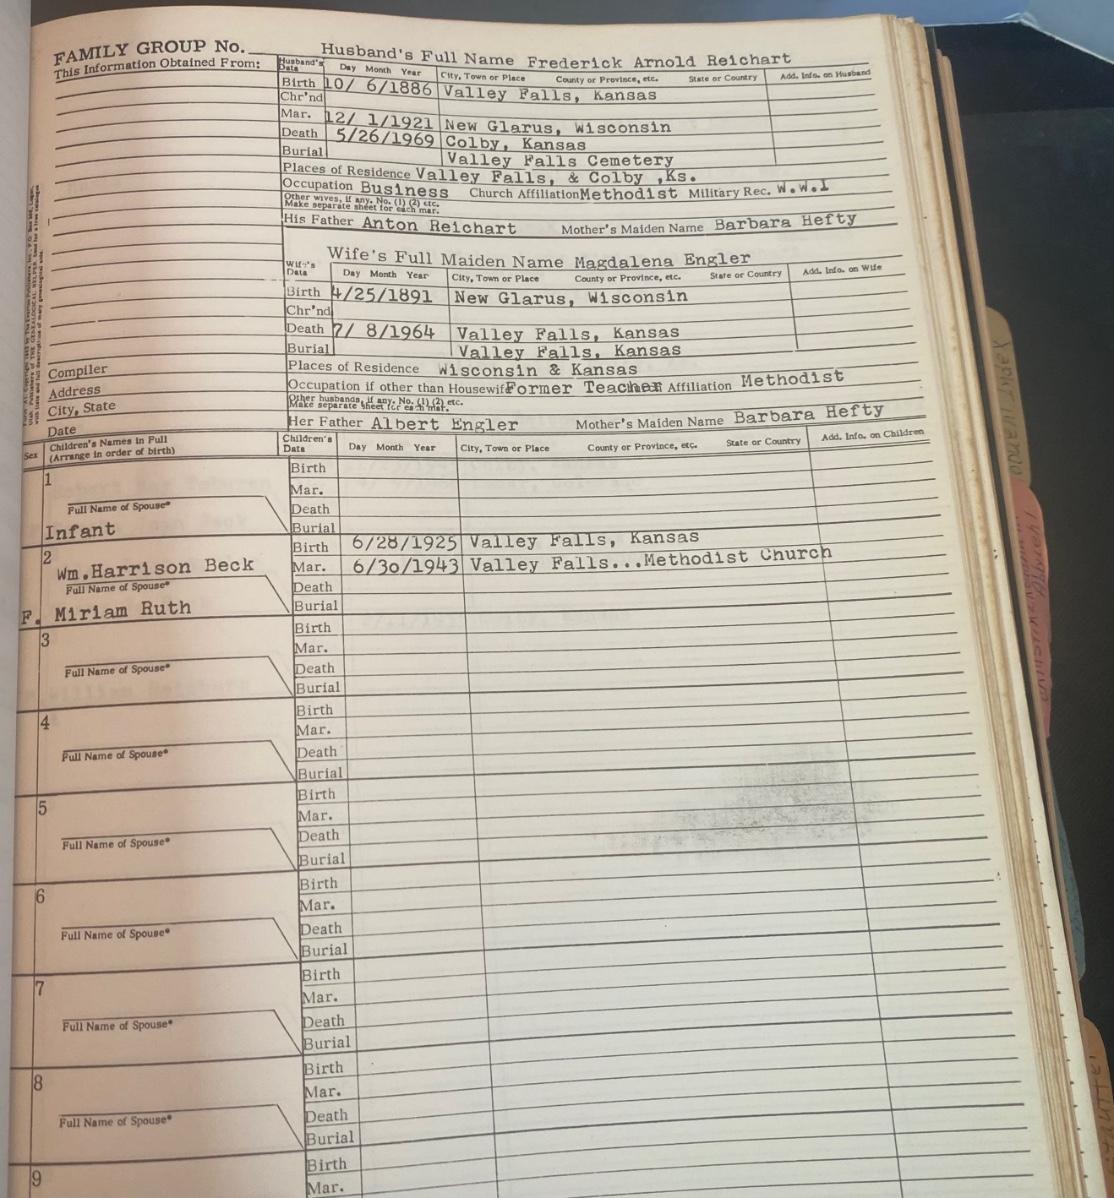 FAMILY GROUP No. Husband's Full Name Frederick Arnold Reichart
This Information Obtained From:
Husband's Data Day Month Year City, Town or Place County or Province, etc. State or Country Add. Info. on Husband
Birth 10/ 6/1886 Valley Falls, Kansas
Chr'nd
Mar. 12/ 1/1921 New Glarus, Wisconsin
Death 5/26/1969 Colby, Kansas
Burial Valley Falls Cemetery
Places of Residence Valley Falls, & Colby ,Ks.
Occupation Business Church Affiliation Methodist Military Rec. W.W.I
Other wives, if any. No. (1) (2) etc.
Make separate sheet for each mar.
His Father Anton Reichart Mother's Maiden Name Barbara Hefty
Wife's Full Maiden Name Magdalena Engler
Wife's Data Day Month Year City, Town or Place County or Province, etc. State or Country Add. Info. on Wife
Birth 4/25/1891 New Glarus, Wisconsin
Chr'nd
Death 7/ 8/1964 Valley Falls, Kansas
Burial Valley Falls, Kansas
Compiler Places of Residence Wisconsin & Kansas
Address Occupation if other than Housewife Former Teacher Affiliation Methodist
City, State Other husbands, if any. No. (1) (2) etc.
Make separate sheet for each mar.
Date Her Father Albert Engler Mother's Maiden Name Barbara Hefty
Sex Children's Names in Full
(Arrange in order of birth) Children's Data Day Month Year City, Town or Place County or Province, etc. State or Country Add. Info. on Children
1 Birth
Mar.
Full Name of Spouse* Death
Infant Burial
2 Birth 6/28/1925 Valley Falls, Kansas
Wm.Harrison Beck Mar. 6/30/1943 Valley Falls...Methodist Church
Full Name of Spouse* Death
F. Miriam Ruth Burial
3 Birth
Mar.
Full Name of Spouse* Death
Burial
4 Birth
Mar.
Full Name of Spouse* Death
Burial
5 Birth
Mar.
Full Name of Spouse* Death
Burial
6 Birth
Mar.
Full Name of Spouse* Death
Burial
7 Birth
Mar.
Full Name of Spouse* Death
Burial
8 Birth
Mar.
Full Name of Spouse* Death
Burial
9 Birth
Mar.